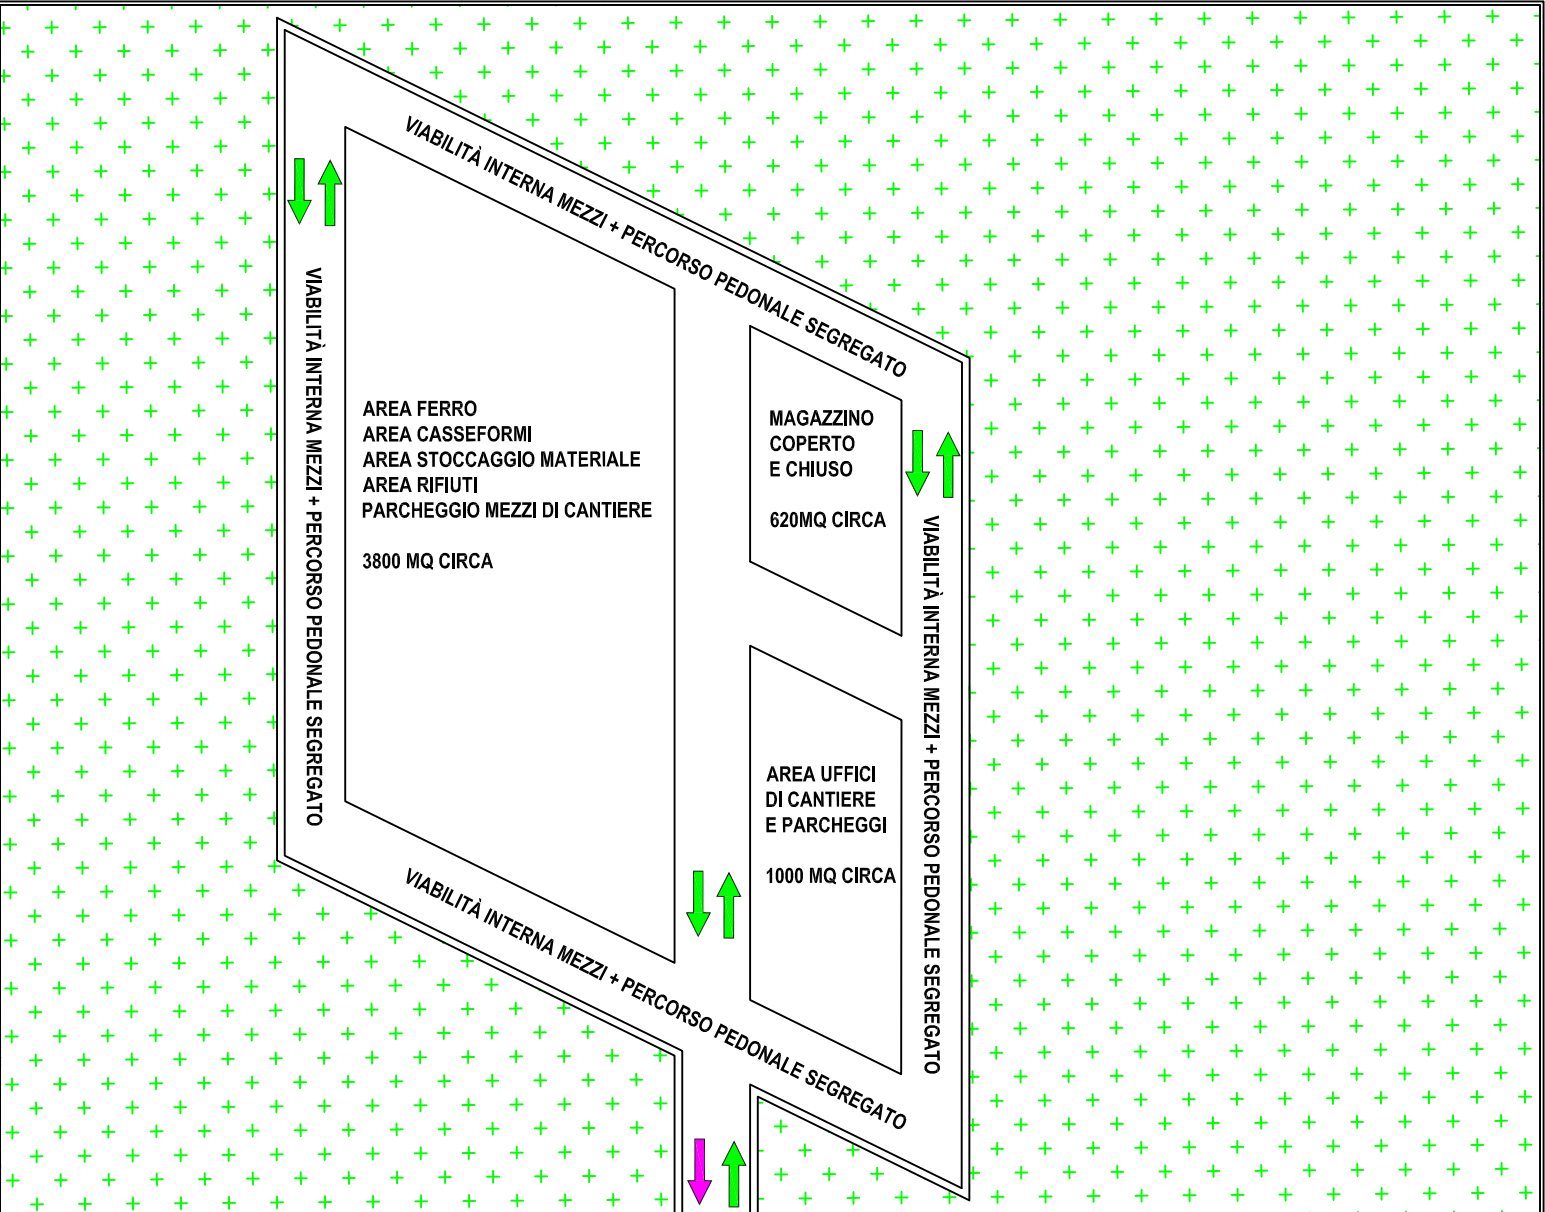 VIABILITÀ INTERNA MEZZI + PERCORSO PEDONALE SEGREGATO
VIABILITÀ INTERNA MEZZI + PERCORSO PEDONALE SEGREGATO
AREA FERRO
AREA CASSEFORMI
AREA STOCCAGGIO MATERIALE
AREA RIFIUTI
PARCHEGGIO MEZZI DI CANTIERE
3800 MQ CIRCA
MAGAZZINO
COPERTO
E CHIUSO
620MQ CIRCA
VIABILITÀ INTERNA MEZZI + PERCORSO PEDONALE SEGREGATO
AREA UFFICI
DI CANTIERE
E PARCHEGGI
1000 MQ CIRCA
VIABILITÀ INTERNA MEZZI + PERCORSO PEDONALE SEGREGATO